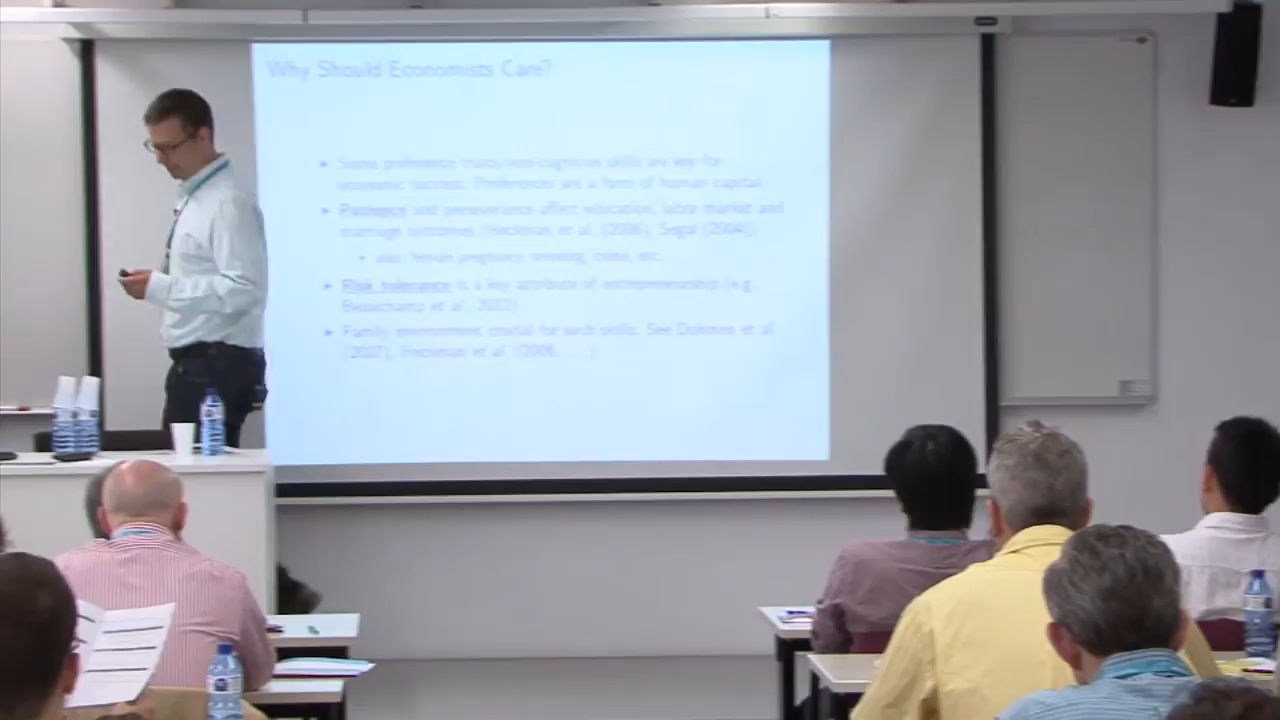 Why Should Economists Care?
▸ Some preference traits non-cognitive skills are key for
economic success. Preferences are a form of human capital.
▸ Patience and perseverance affect education, labor market and
marriage outcomes (Heckman et al. (2006), Segal (2004))
• also pregnancy, smoking, crime, etc.
▸ Risk tolerance is a key attribute of entrepreneurship (e.g.,
Beauchamp et al.
▸ Family environment crucial for such skills: See et al.
(2007), Heckman et al. (2006, ...)